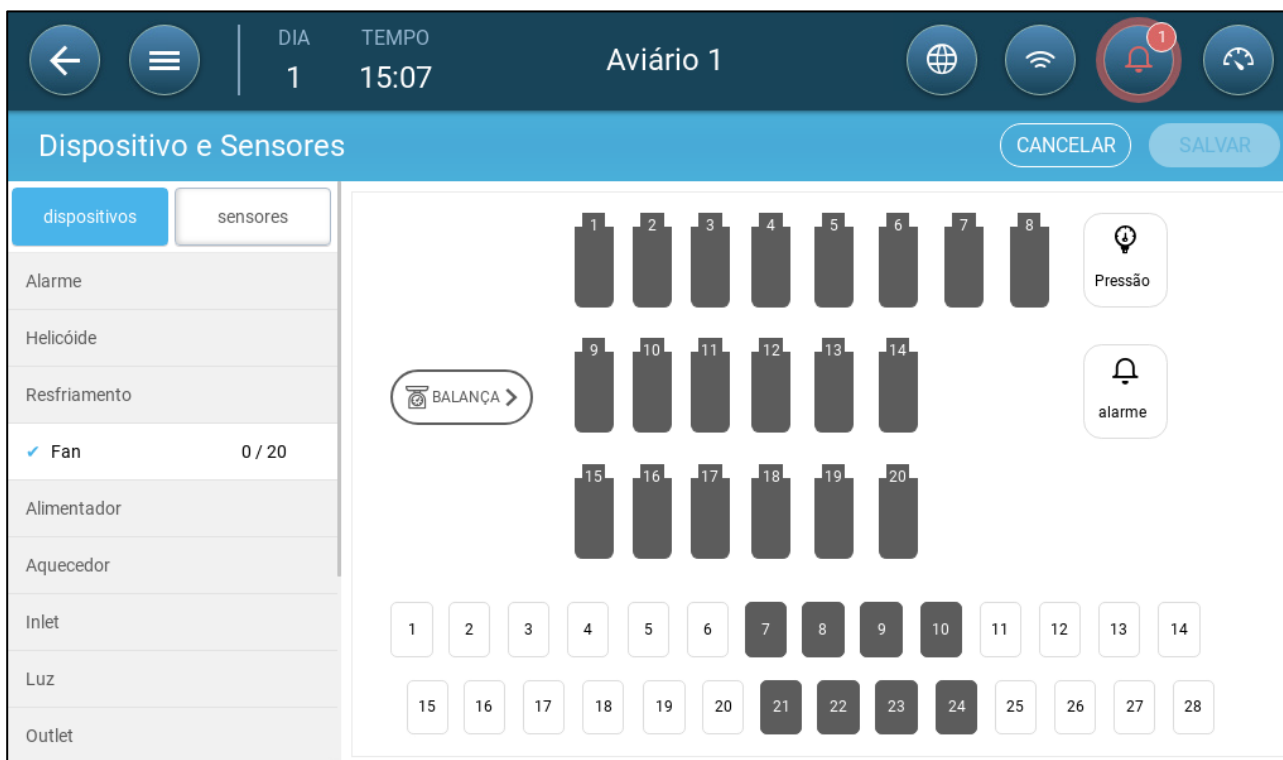 DIA TEMPO
1 15:07 Aviário 1 1
Dispositivo e Sensores CANCELAR SALVAR
dispositivos sensores
Alarme
Helicóide
Resfriamento
Fan 0 / 20
Alimentador
Aquecedor
Inlet
Luz
Outlet
1 2 3 4 5 6 7 8
Pressão
9 10 11 12 13 14
BALANÇA
alarme
15 16 17 18 19 20
1 2 3 4 5 6 7 8 9 10 11 12 13 14
15 16 17 18 19 20 21 22 23 24 25 26 27 28